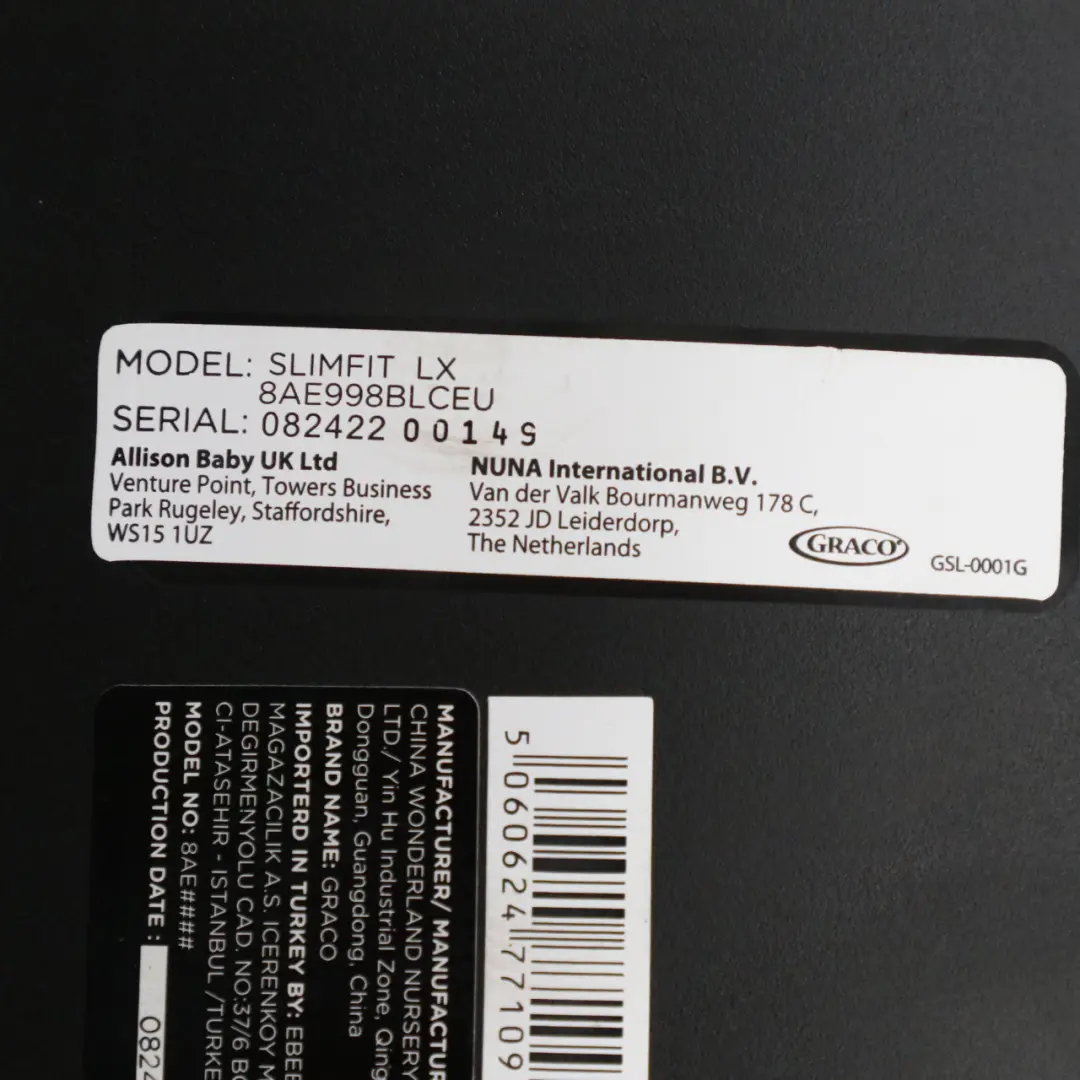 MODEL: SLIMFIT LX
8AE998BLCEU
SERIAL: 082422 00149
Allison Baby UK Ltd
Venture Point, Towers Business
Park Rugeley, Staffordshire,
WS15 1UZ
NUNA International B.V.
Van der Valk Bourmanweg 178 C,
2352 JD Leiderdorp,
The Netherlands
GRACO
GSL-0001G
MANUFACTURER/ MANUFACTUR
CHINA WONDERLAND NURSERY
LTD./ Yin Hu Industrial Zone, Qing
Dongguan, Guangdong, China
BRAND NAME: GRACO
IMPORTERD IN TURKEY BY: EBEB
MAGAZACILIK A.S. ICERENKOY M
DEGIRMENYOLU CAD. NO:37/6 BO
CI-ATASEHIR - ISTANBUL /TURKE
MODEL NO: 8AE####
PRODUCTION DATE :
0824
5 060624 77109